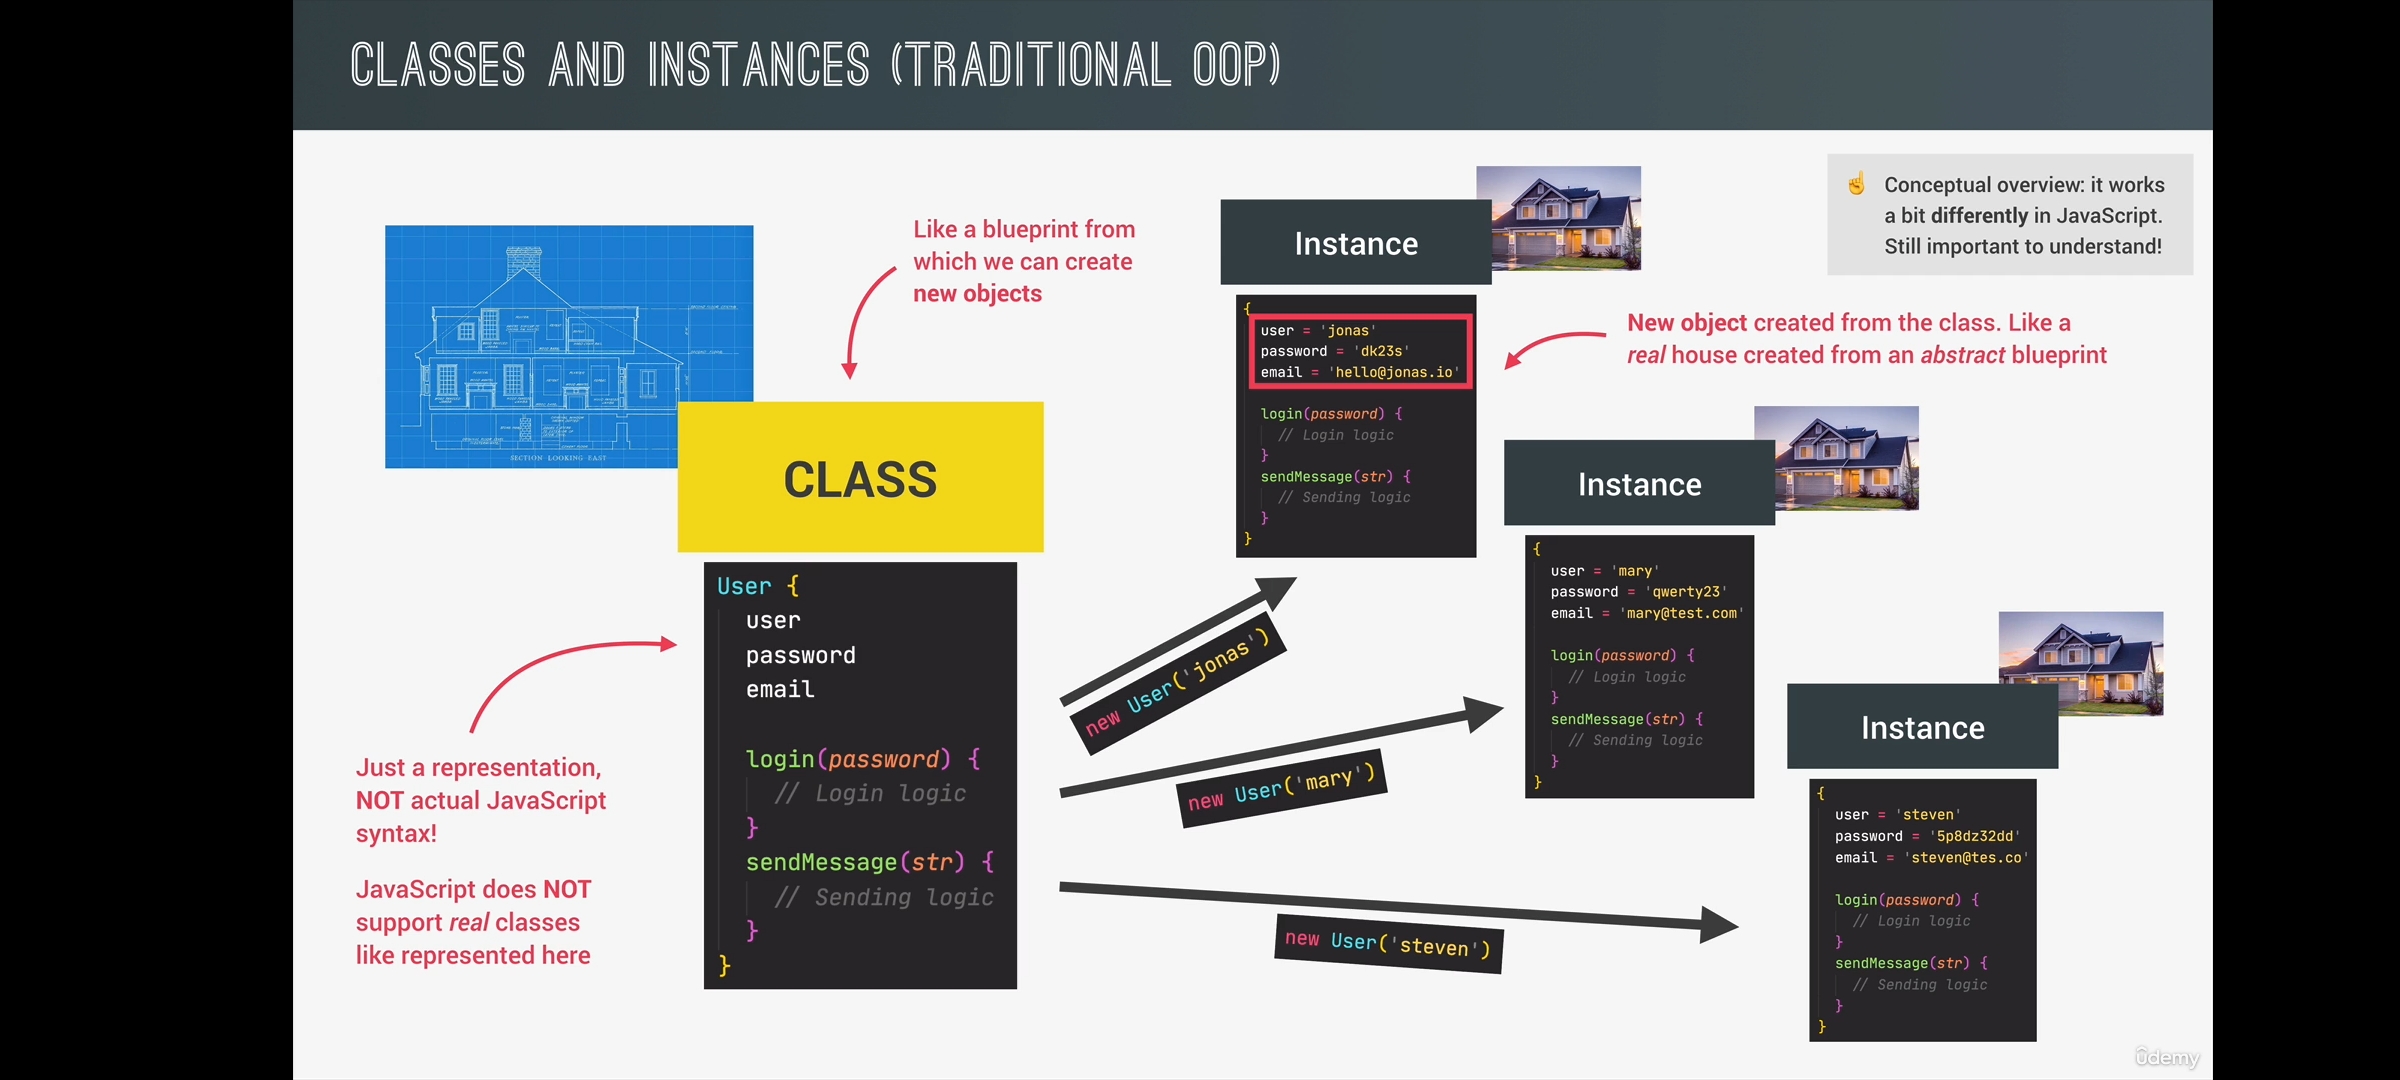 CLASSES AND INSTANCES (TRADITIONAL OOP)
☝ Conceptual overview: it works
a bit differently in JavaScript.
Still important to understand!
Like a blueprint from
which we can create
new objects
SECTION LOOKING EAST
CLASS
User {
user
password
email
login(password) {
// Login logic
}
sendMessage(str) {
// Sending logic
}
}
Just a representation,
NOT actual JavaScript
syntax!
JavaScript does NOT
support real classes
like represented here
new User('jonas')
new User('mary')
new User('steven')
Instance
{
user = 'jonas'
password = 'dk23s'
email = 'hello@jonas.io'
login(password) {
// Login logic
}
sendMessage(str) {
// Sending logic
}
}
New object created from the class. Like a
real house created from an abstract blueprint
Instance
{
user = 'mary'
password = 'qwerty23'
email = 'mary@test.com'
login(password) {
// Login logic
}
sendMessage(str) {
// Sending logic
}
}
Instance
{
user = 'steven'
password = '5p8dz32dd'
email = 'steven@tes.co'
login(password) {
// Login logic
}
sendMessage(str) {
// Sending logic
}
}
ûdemy